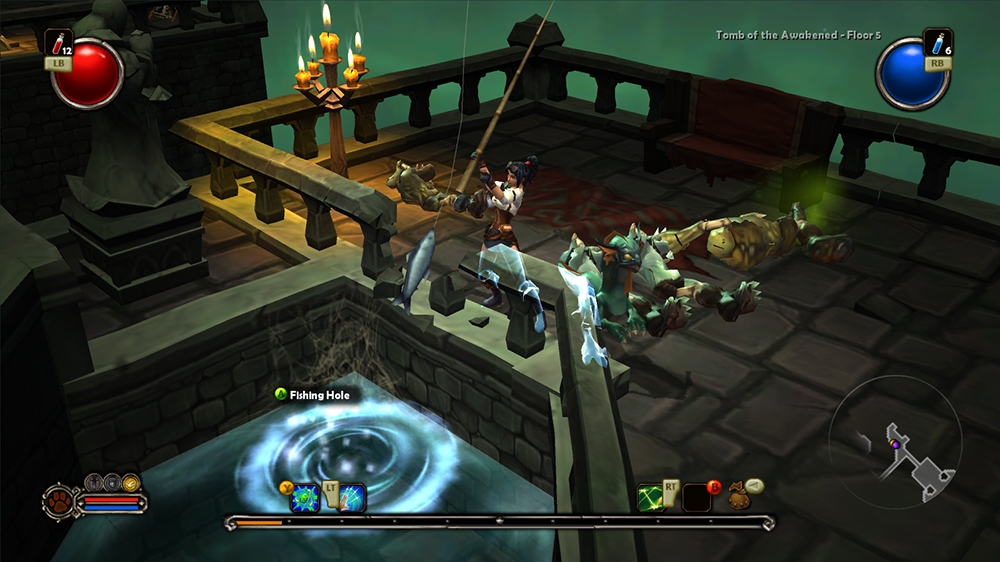 Tomb of the Awakened - Floor 5
12
LB
6
RB
A Fishing Hole
Y
LT
RT
B